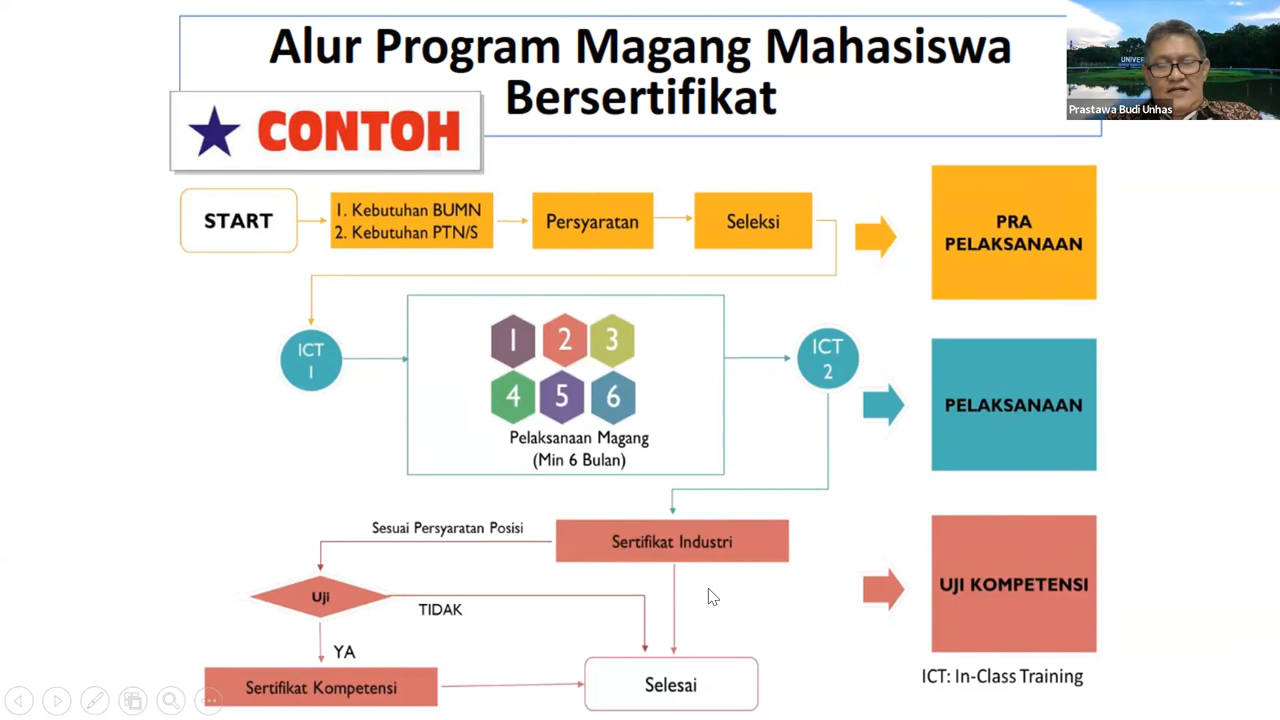 Alur Program Magang Mahasiswa
Bersertifikat
CONTOH
UNIVER
Prastawa Budi Unhas
START
1. Kebutuhan BUMN
2. Kebutuhan PTN/S
Persyaratan
Seleksi
PRA
PELAKSANAAN
ICT
1
1 2 3
4 5 6
Pelaksanaan Magang
(Min 6 Bulan)
ICT
2
PELAKSANAAN
Sesuai Persyaratan Posisi
Sertifikat Industri
Uji
TIDAK
YA
Sertifikat Kompetensi
Selesai
UJI KOMPETENSI
ICT: In-Class Training